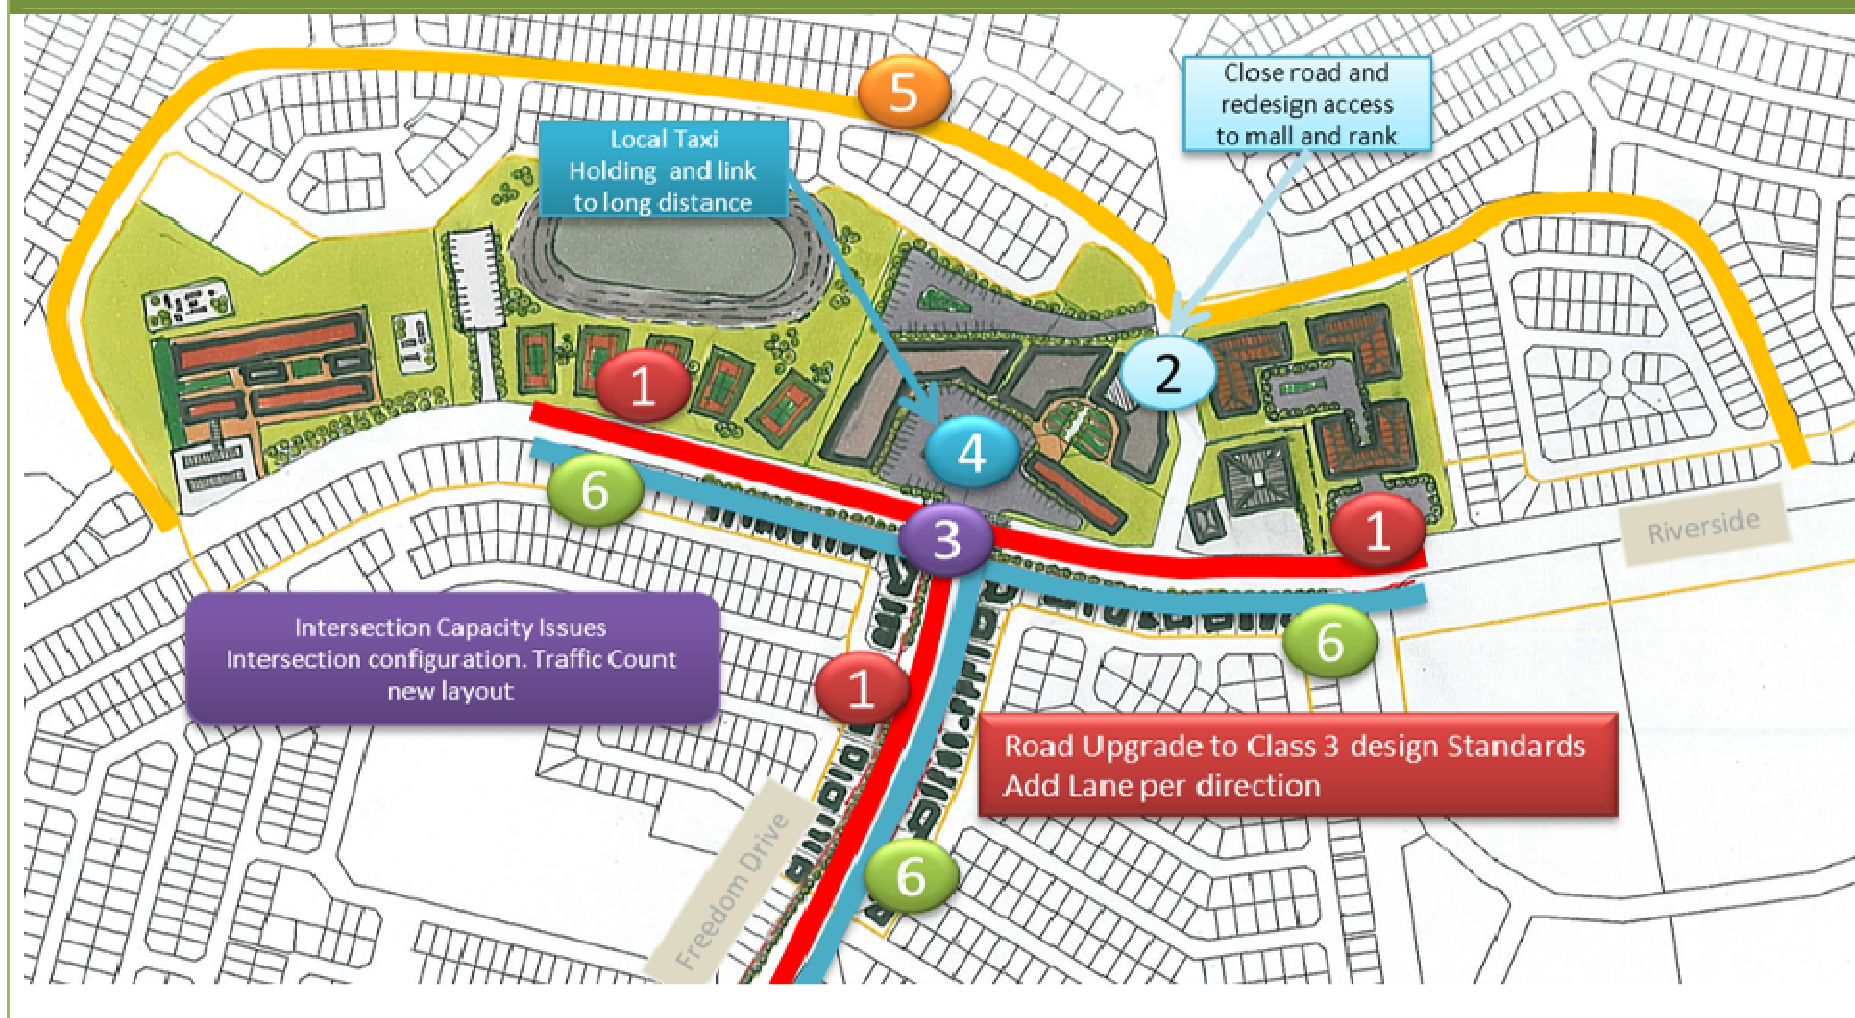 5
Close road and
redesign access
to mall and rank
Local Taxi
Holding and link
to long distance
1
2
4
6
3
1
Riverside
Intersection Capacity Issues
Intersection configuration. Traffic Count
new layout
6
1
Road Upgrade to Class 3 design Standards
Add Lane per direction
6
Freedom Drive